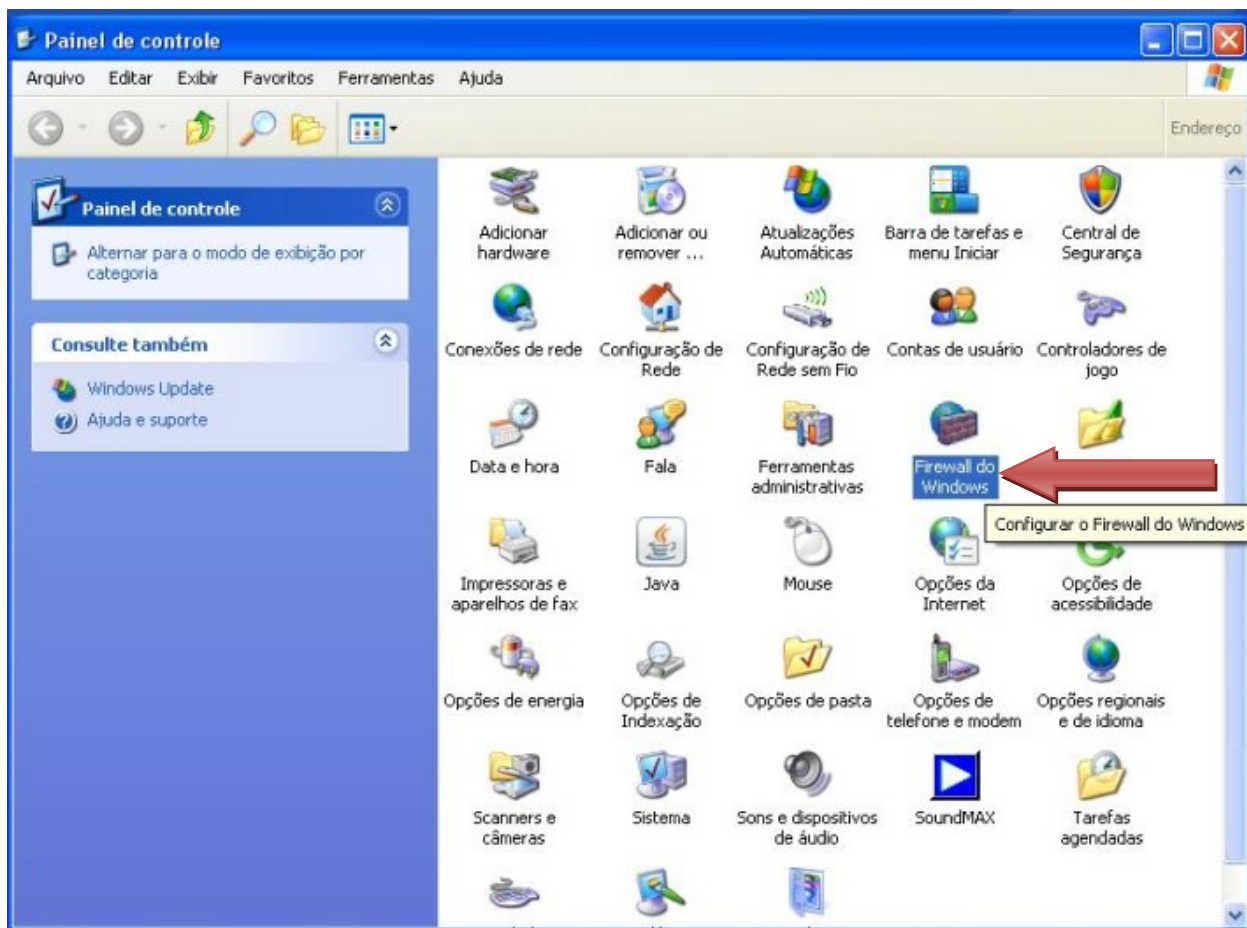 Painel de controle
Arquivo Editar Exibir Favoritos Ferramentas Ajuda
Endereço
Painel de controle
Alternar para o modo de exibição por
categoria
Consulte também
Windows Update
Ajuda e suporte
Adicionar
hardware
Adicionar ou
remover ...
Atualizações
Automáticas
Barra de tarefas e
menu Iniciar
Central de
Segurança
Conexões de rede
Configuração de
Rede
Configuração de
Rede sem Fio
Contas de usuário
Controladores de
jogo
Data e hora
Fala
Ferramentas
administrativas
Firewall do
Windows
Configurar o Firewall do Windows
Impressoras e
aparelhos de fax
Java
Mouse
Opções da
Internet
Opções de
acessibilidade
Opções de energia
Opções de
Indexação
Opções de pasta
Opções de
telefone e modem
Opções regionais
e de idioma
Scanners e
câmeras
Sistema
Sons e dispositivos
de áudio
SoundMAX
Tarefas
agendadas